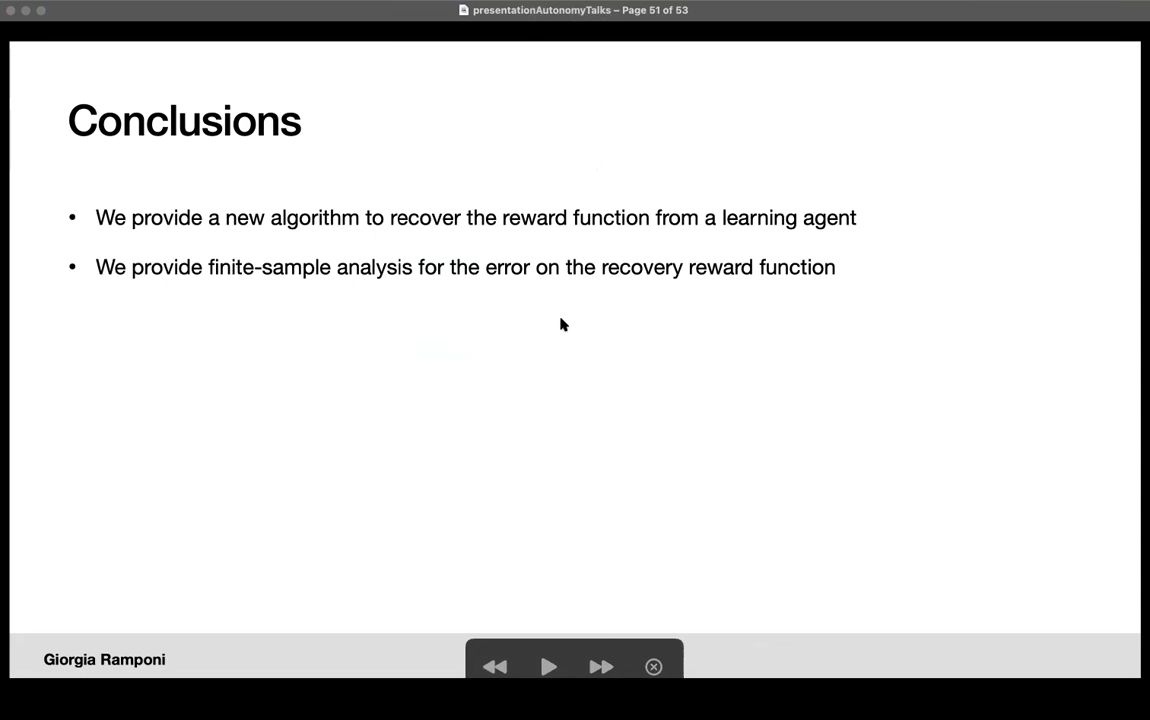 presentationAutonomyTalks – Page 51 of 53
Conclusions
• We provide a new algorithm to recover the reward function from a learning agent
• We provide finite-sample analysis for the error on the recovery reward function
Giorgia Ramponi